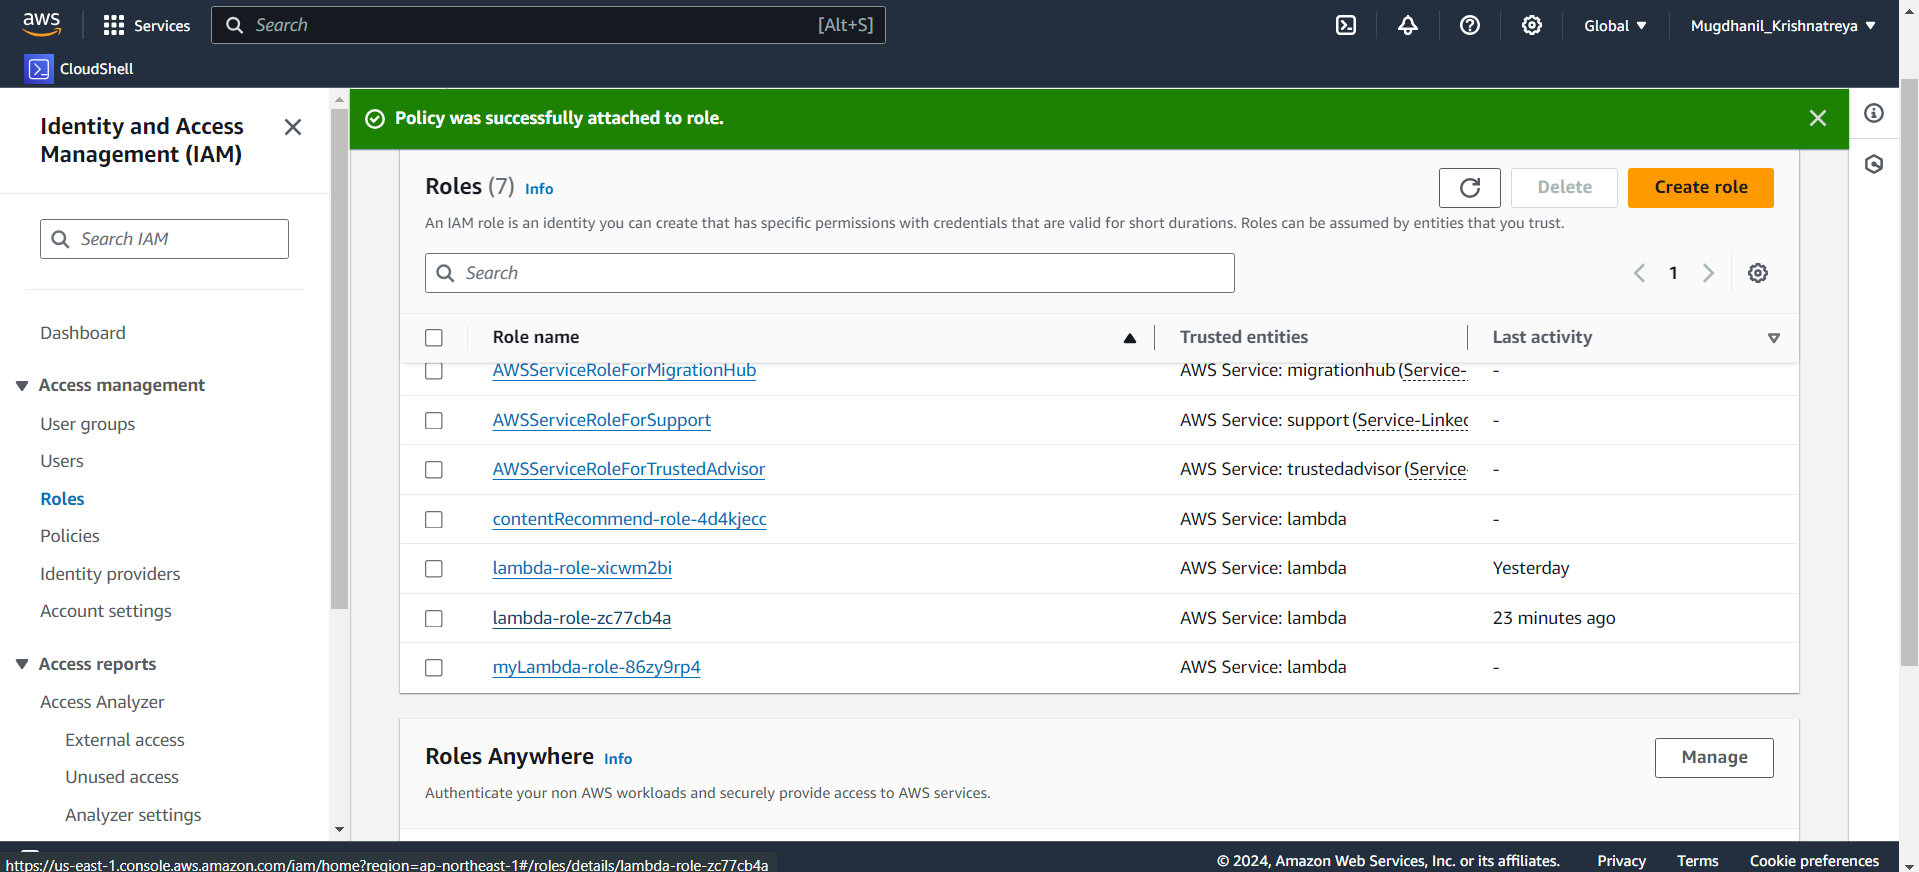 aws
Services
Search
[Alt+S]
Global
Mugdhanil_Krishnatreya
CloudShell
Identity and Access
Management (IAM)
Search IAM
Dashboard
Access management
User groups
Users
Roles
Policies
Identity providers
Account settings
Access reports
Access Analyzer
External access
Unused access
Analyzer settings
Policy was successfully attached to role.
Roles (7) Info
Delete
Create role
An IAM role is an identity you can create that has specific permissions with credentials that are valid for short durations. Roles can be assumed by entities that you trust.
Search
1
Role name Trusted entities Last activity
AWSServiceRoleForMigrationHub AWS Service: migrationhub (Service- -
AWSServiceRoleForSupport AWS Service: support (Service-Linked -
AWSServiceRoleForTrustedAdvisor AWS Service: trustedadvisor (Service- -
contentRecommend-role-4d4kjecc AWS Service: lambda -
lambda-role-xicwm2bi AWS Service: lambda Yesterday
lambda-role-zc77cb4a AWS Service: lambda 23 minutes ago
myLambda-role-86zy9rp4 AWS Service: lambda -
Roles Anywhere Info
Manage
Authenticate your non AWS workloads and securely provide access to AWS services.
https://us-east-1.console.aws.amazon.com/iam/home?region=ap-northeast-1#/roles/details/lambda-role-zc77cb4a
© 2024, Amazon Web Services, Inc. or its affiliates. Privacy Terms Cookie preferences